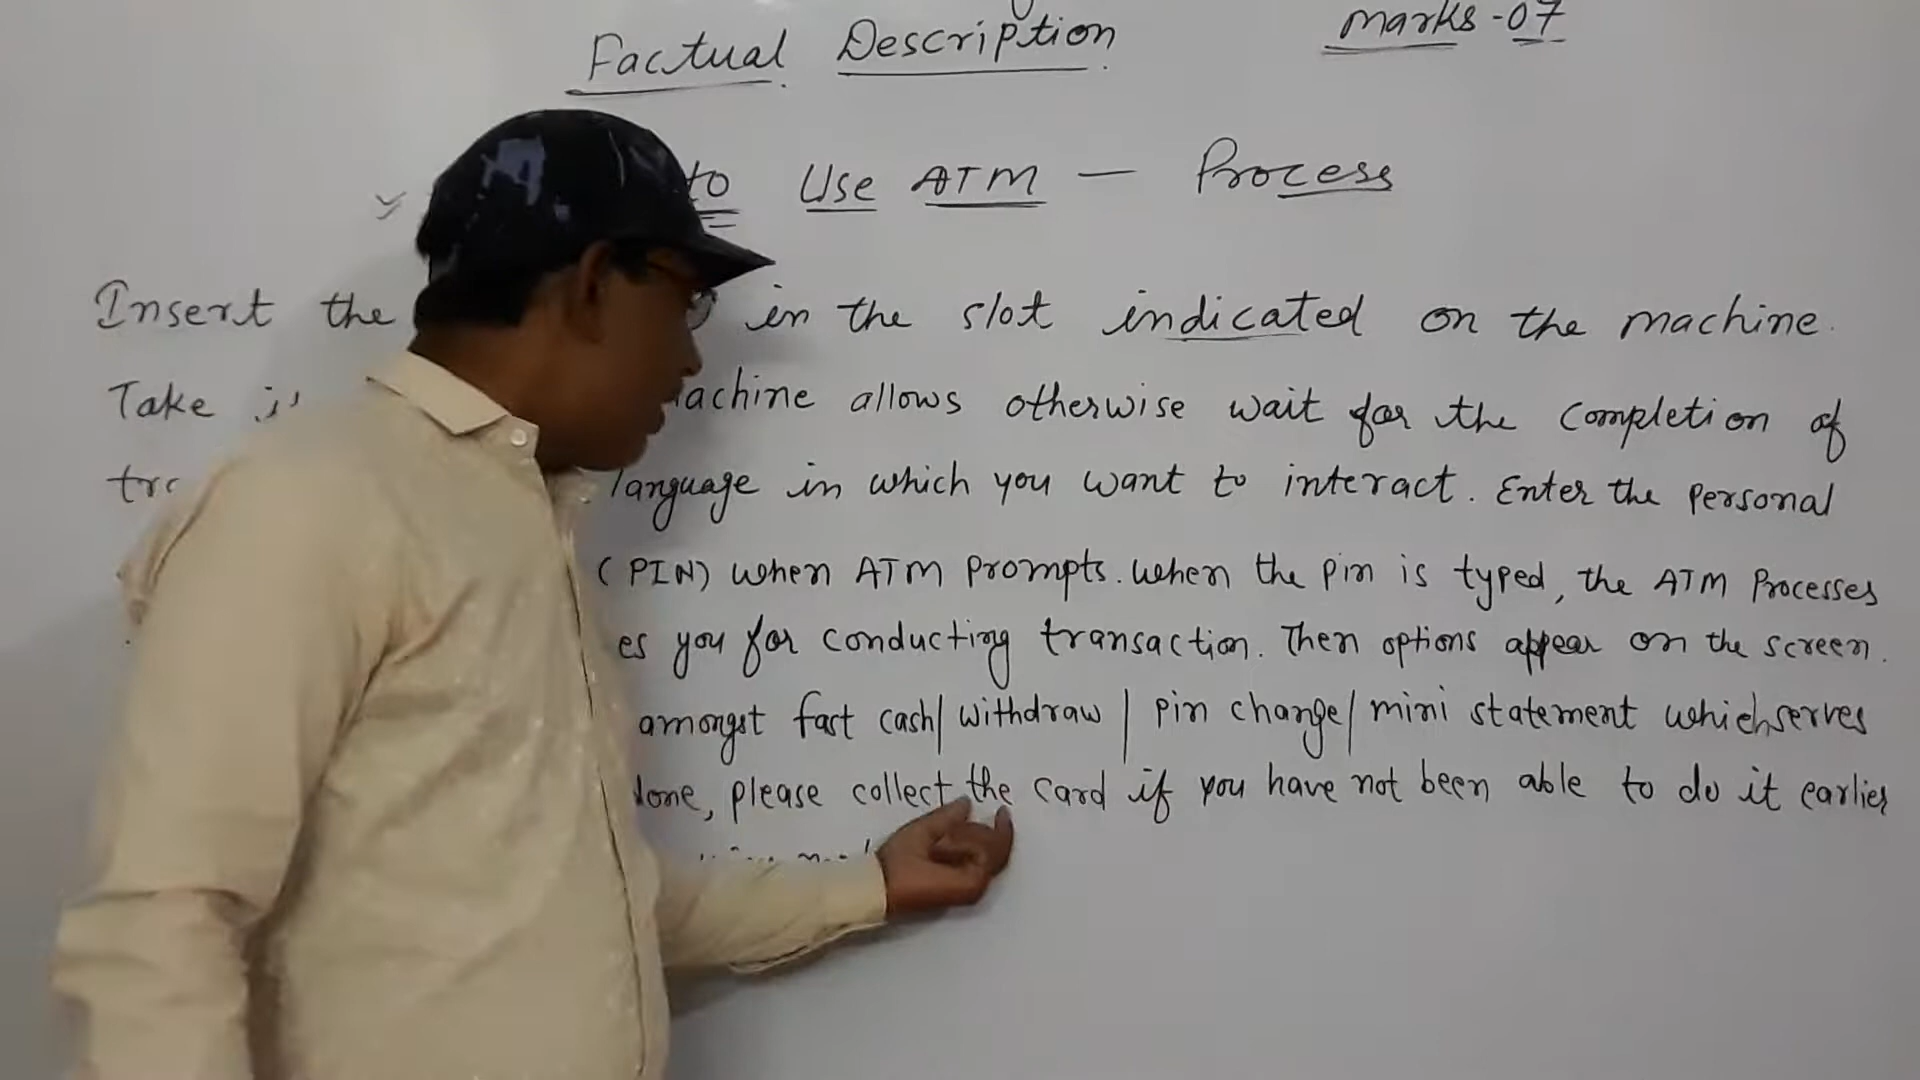 Factual Description Marks-07
to Use ATM — Process
Insert the in the slot indicated on the machine.
Take machine allows otherwise wait for the completion of
language in which you want to interact. Enter the Personal
(PIN) when ATM prompts. When the pin is typed, the ATM Processes
you for conducting transaction. Then options appear on the screen.
amongst fast cash/withdraw/pin change/mini statement which serves
please collect the card if you have not been able to do it earlier